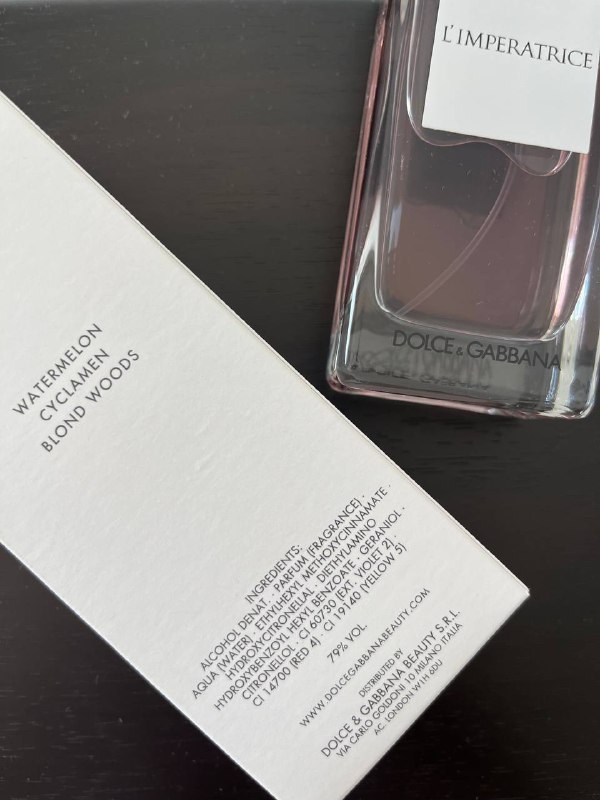 L'IMPERATRICE
DOLCE & GABBANA
WATERMELON
CYCLAMEN
BLOND WOODS
INGREDIENTS:
ALCOHOL DENAT. · PARFUM (FRAGRANCE) ·
AQUA (WATER) · ETHYLHEXYL METHOXYCINNAMATE ·
HYDROXYCITRONELLAL · DIETHYLAMINO
HYDROXYBENZOYL HEXYL BENZOATE · GERANIOL ·
CITRONELLOL · CI 60730 (EXT. VIOLET 2) ·
CI 14700 (RED 4) · CI 19140 (YELLOW 5)
79% VOL.
WWW.DOLCEGABBANABEAUTY.COM
DISTRIBUTED BY
DOLCE & GABBANA BEAUTY S.R.L.
VIA CARLO GOLDONI 10 MILANO ITALIA
AC. LONDON W1H 6DU